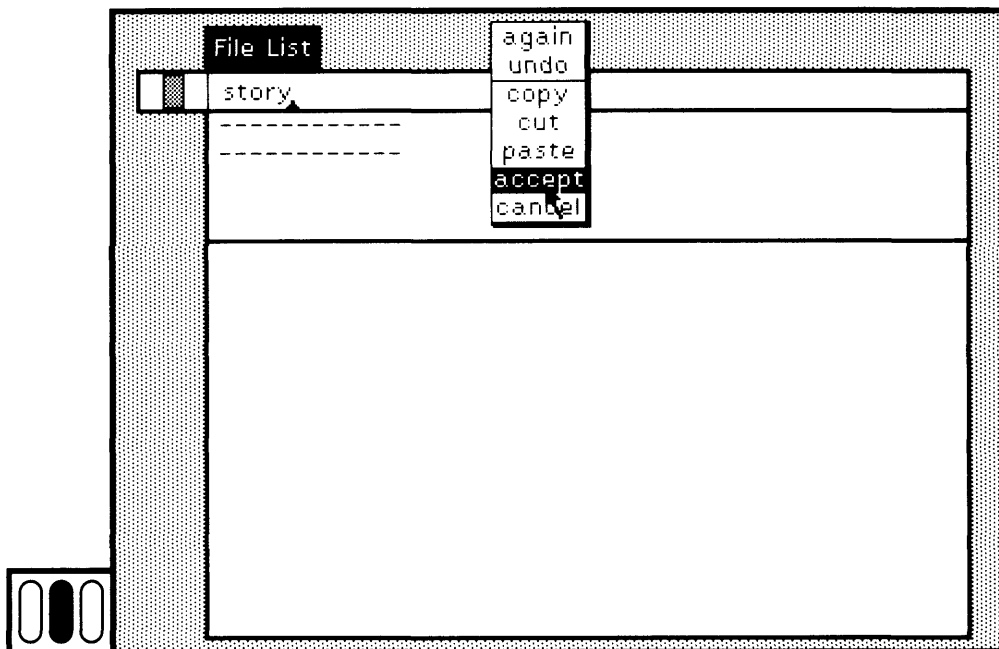 File List
story
------------
------------
again
undo
copy
cut
paste
accept
cancel